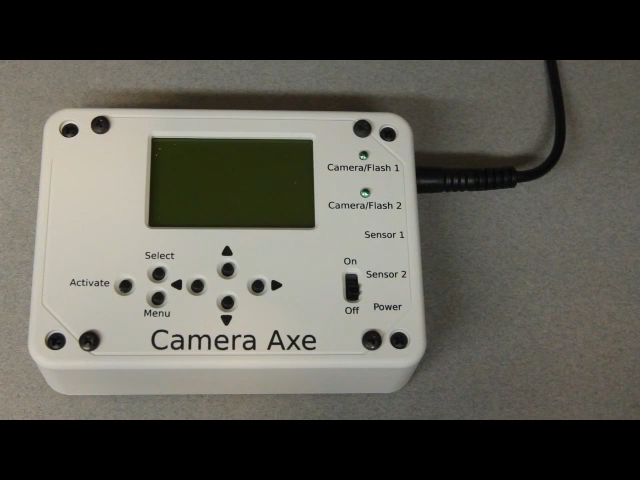 Camera/Flash 1
Camera/Flash 2
Sensor 1
Select
On
Sensor 2
Activate
Menu
Off
Power
Camera Axe